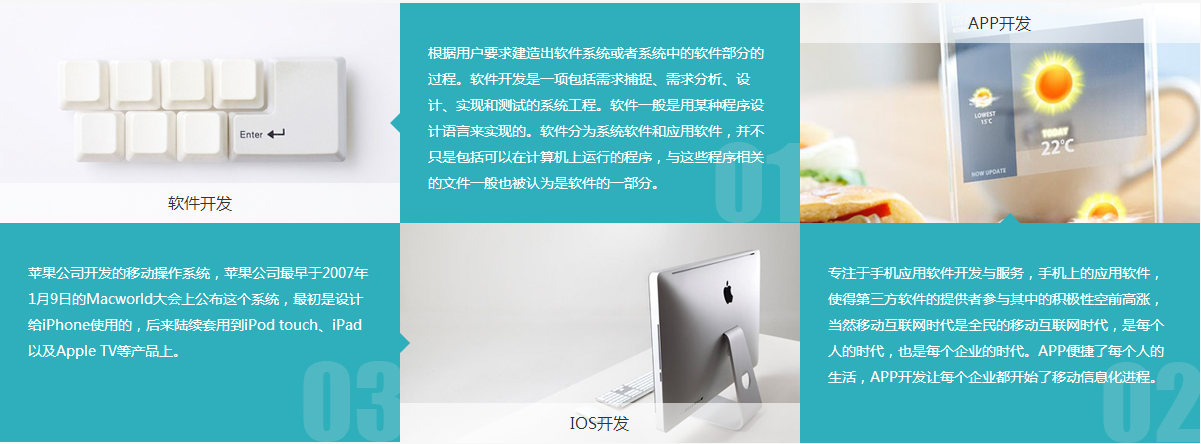 Enter
软件开发
根据用户要求建造出软件系统或者系统中的软件部分的
过程。软件开发是一项包括需求捕捉、需求分析、设
计、实现和测试的系统工程。软件一般是用某种程序设
计语言来实现的。软件分为系统软件和应用软件，并不
只是包括可以在计算机上运行的程序，与这些程序相关
的文件一般也被认为是软件的一部分。
01
APP开发
LOWEST
15°C
TODAY
22°C
NOW UPDATE
苹果公司开发的移动操作系统，苹果公司最早于2007年
1月9日的Macworld大会上公布这个系统，最初是设计
给iPhone使用的，后来陆续套用到iPod touch、iPad
以及Apple TV等产品上。
03
IOS开发
专注于手机应用软件开发与服务，手机上的应用软件，
使得第三方软件的提供者参与其中的积极性空前高涨，
当然移动互联网时代是全民的移动互联网时代，是每个
人的时代，也是每个企业的时代。APP便捷了每个人的
生活，APP开发让每个企业都开始了移动信息化进程。
02